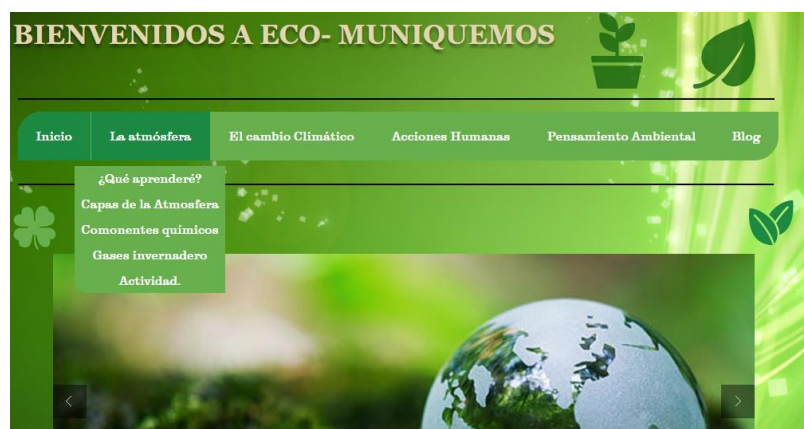 BIENVENIDOS A ECO- MUNIQUEMOS
Inicio La atmósfera El cambio Climático Acciones Humanas Pensamiento Ambiental Blog
¿Qué aprenderé?
Capas de la Atmosfera
Comonentes químicos
Gases invernadero
Actividad.